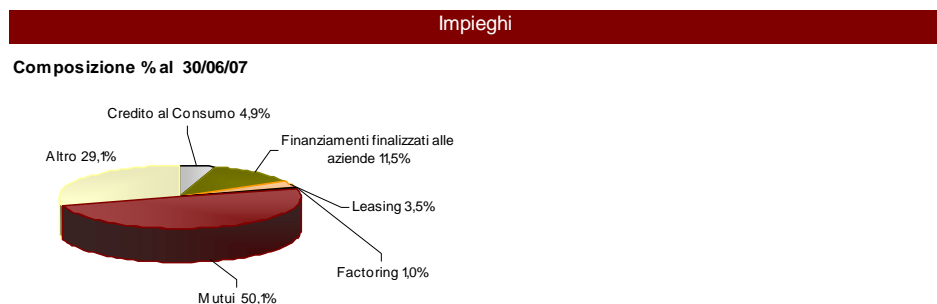 Impieghi
Composizione % al 30/06/07
Credito al Consumo 4,9%
Finanziamenti finalizzati alle
aziende 11,5%
Altro 29,1%
Leasing 3,5%
Factoring 1,0%
Mutui 50,1%